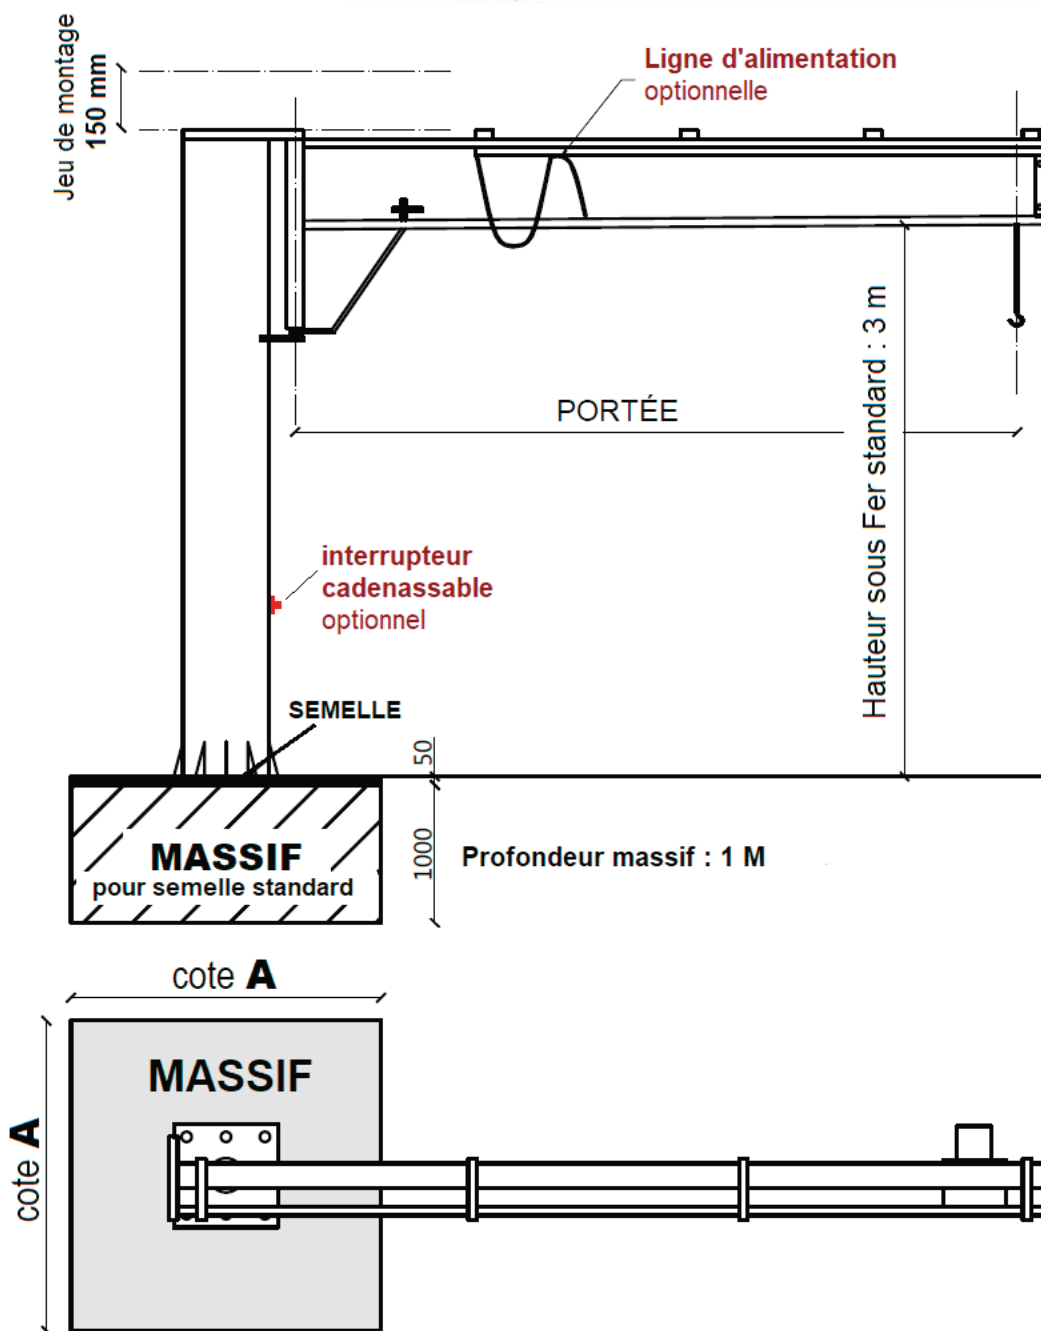 Jeu de montage
150 mm
Ligne d'alimentation
optionnelle
PORTÉE
Hauteur sous Fer standard : 3 m
interrupteur
cadenassable
optionnel
SEMELLE
50
1000
MASSIF
pour semelle standard
Profondeur massif : 1 M
cote A
MASSIF
cote A